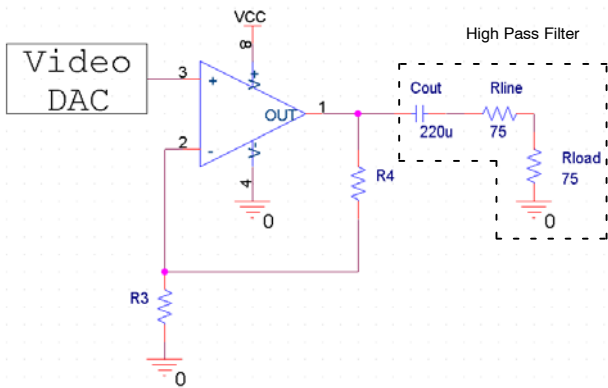 VCC
High Pass Filter
Video
DAC
8
3
+
V+
Cout
Rline
1
OUT
220u
75
2
-
V-
4
R4
Rload
75
0
0
R3
0